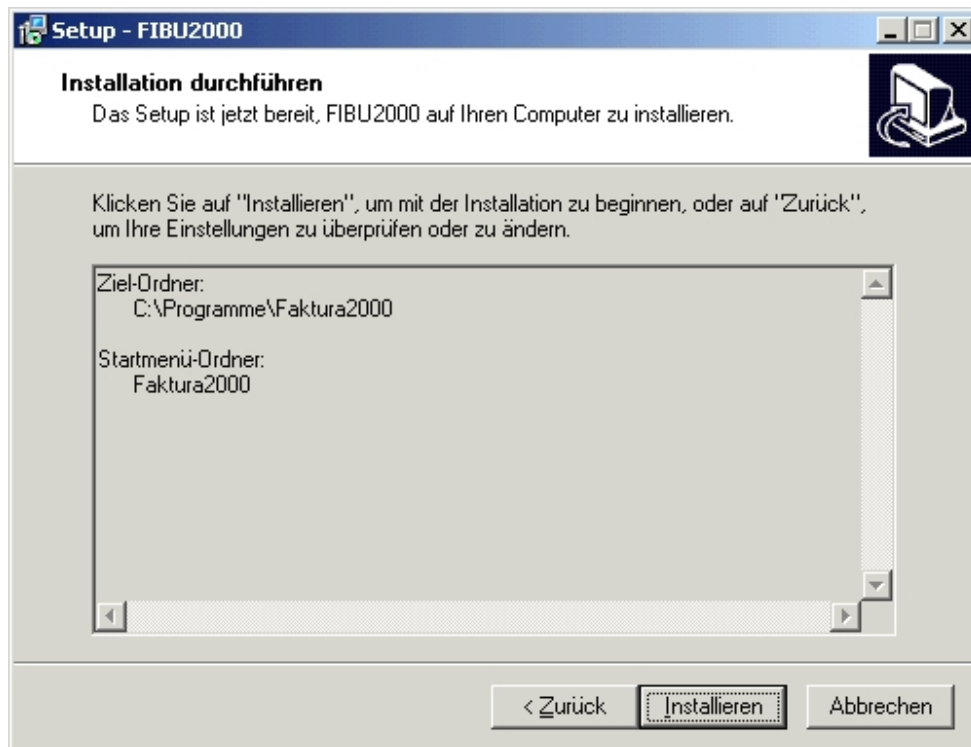 Setup - FIBU2000
Installation durchführen
Das Setup ist jetzt bereit, FIBU2000 auf Ihren Computer zu installieren.
Klicken Sie auf "Installieren", um mit der Installation zu beginnen, oder auf "Zurück",
um Ihre Einstellungen zu überprüfen oder zu ändern.
Ziel-Ordner:
C:\Programme\Faktura2000
Startmenü-Ordner:
Faktura2000
< Zurück
Installieren
Abbrechen